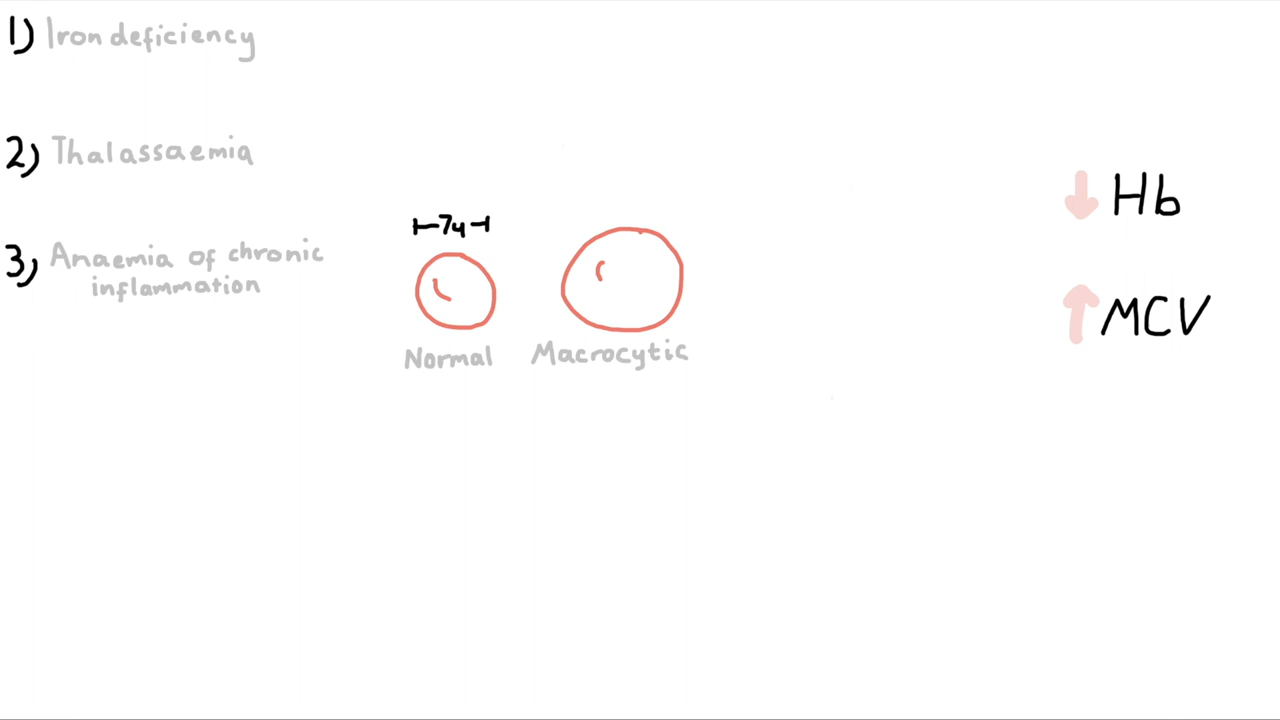 1) Iron deficiency
2) Thalassaemia
3) Anaemia of chronic
inflammation
7μ
Normal
Macrocytic
↓ Hb
↑ MCV